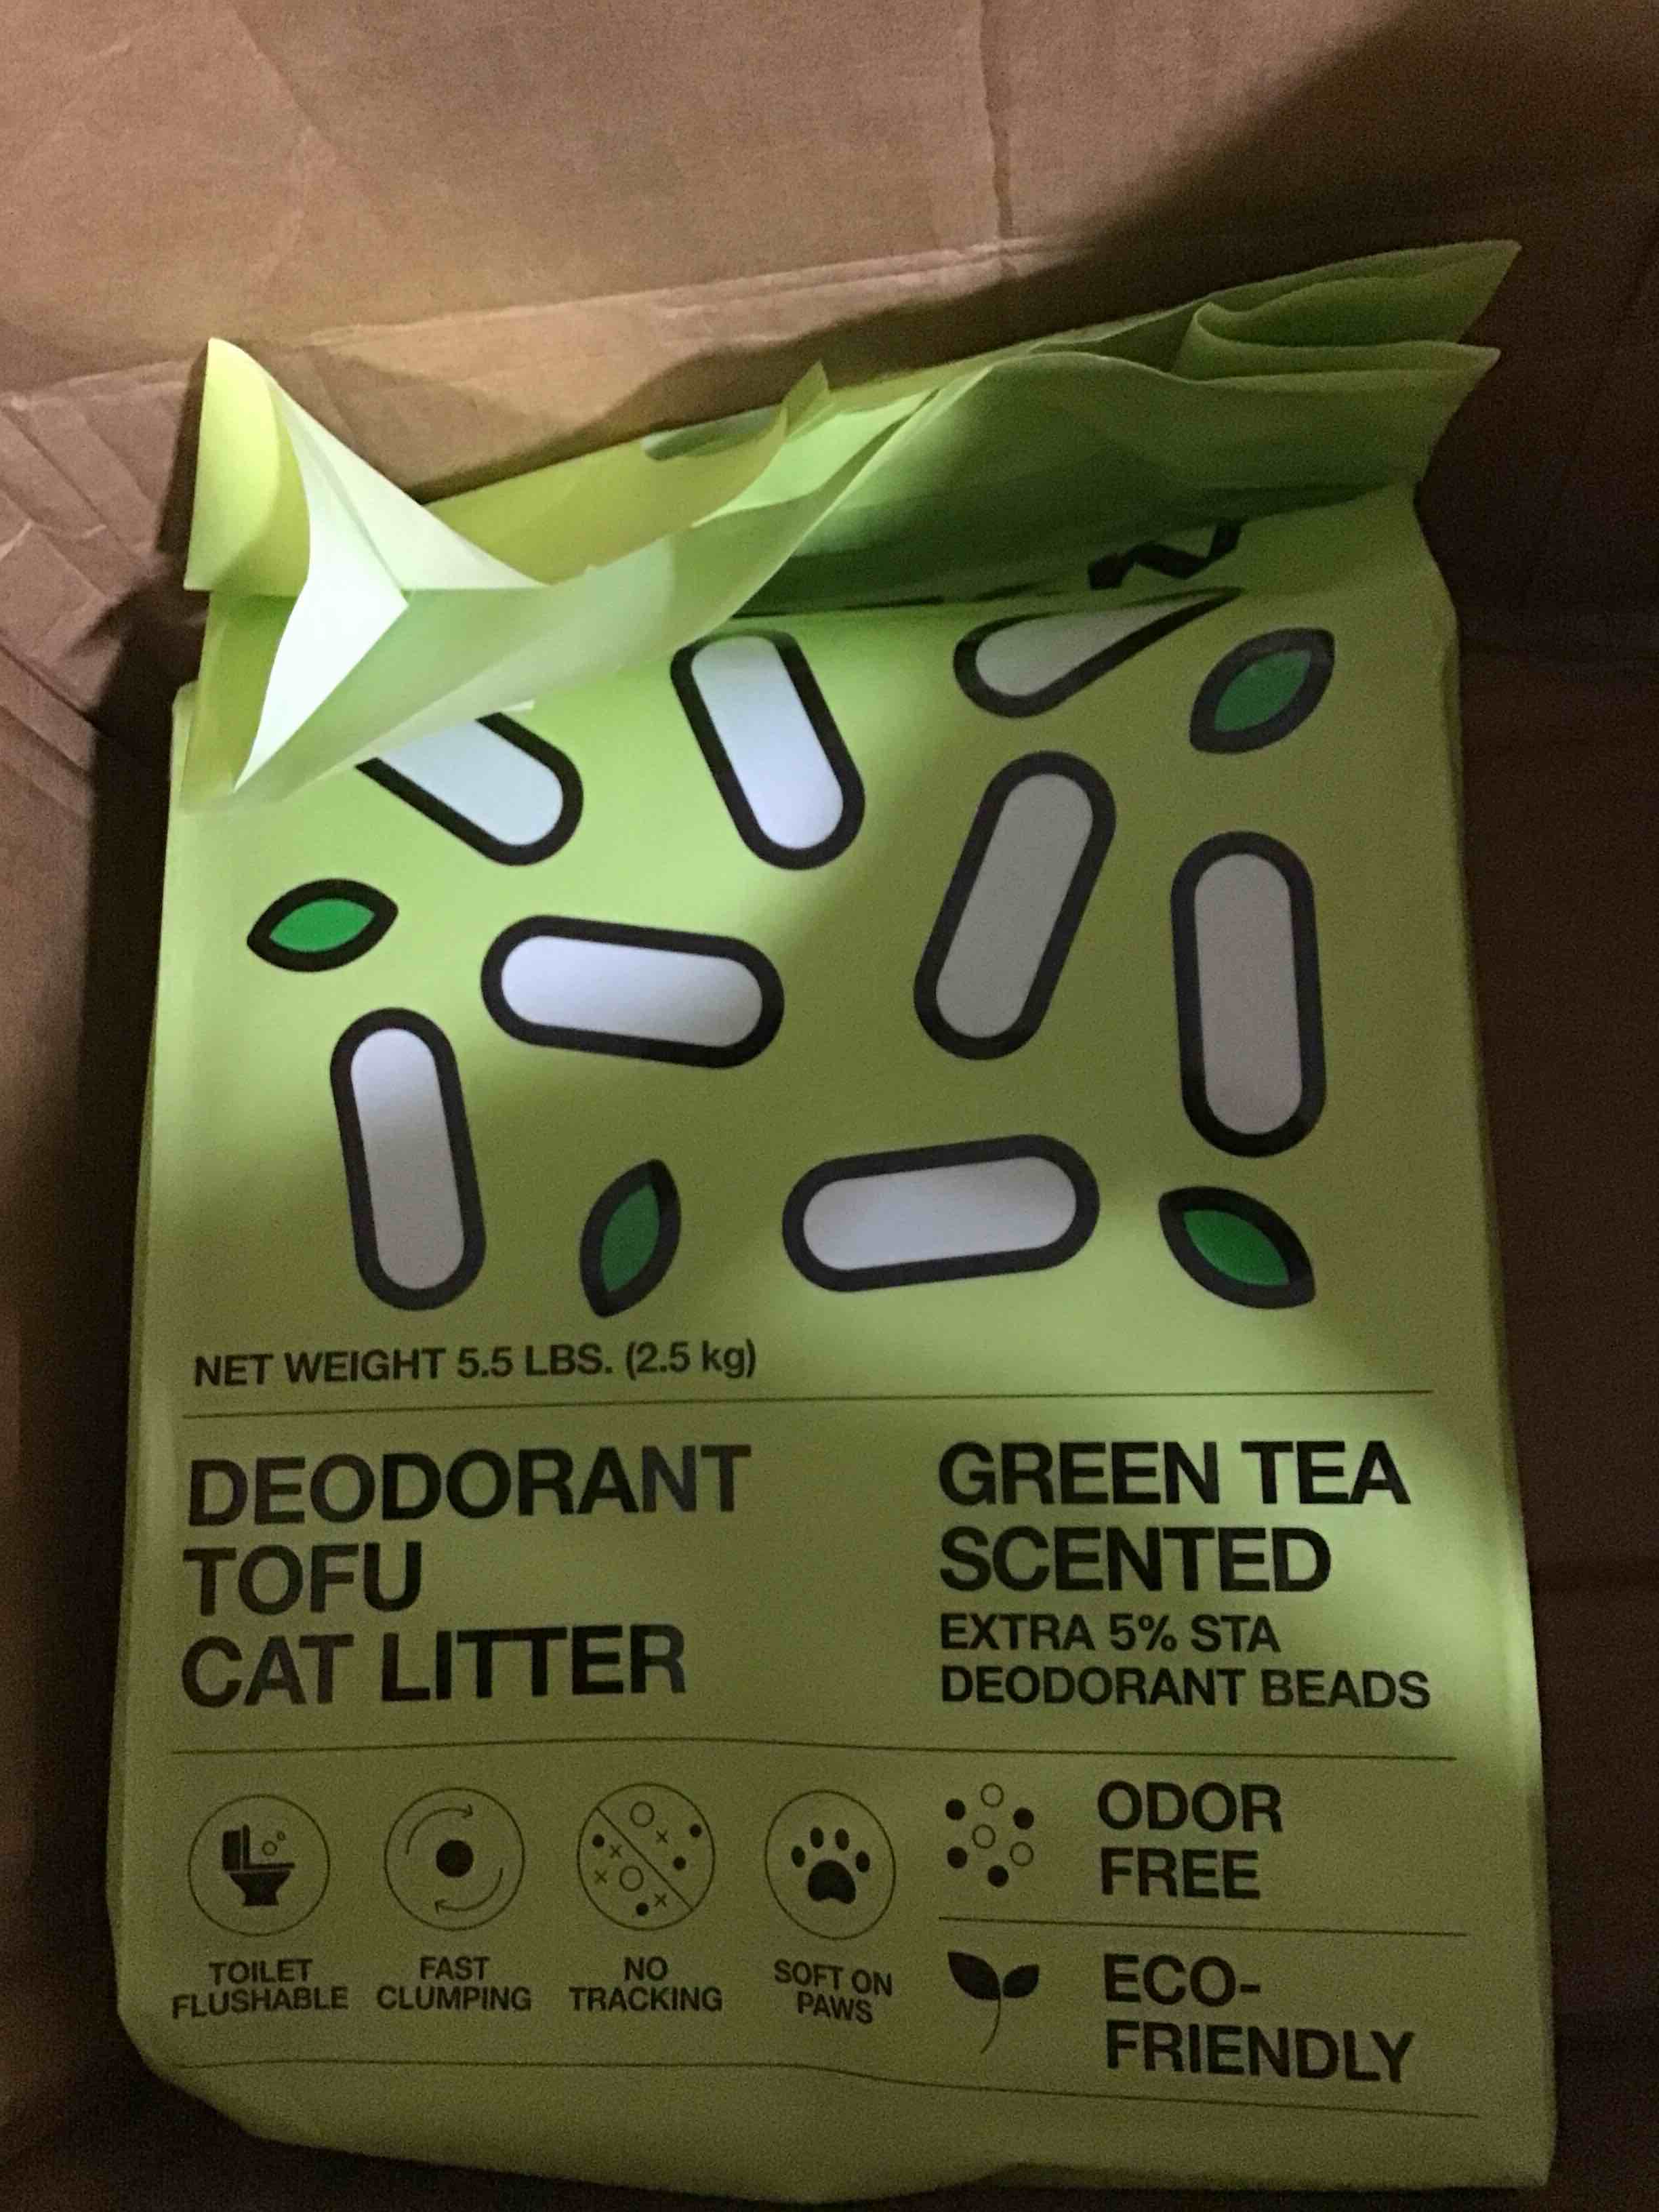 NET WEIGHT 5.5 LBS. (2.5 kg)
DEODORANT
TOFU
CAT LITTER
GREEN TEA
SCENTED
EXTRA 5% STA
DEODORANT BEADS
TOILET
FLUSHABLE
FAST
CLUMPING
NO
TRACKING
SOFT ON
PAWS
ODOR
FREE
ECO-
FRIENDLY